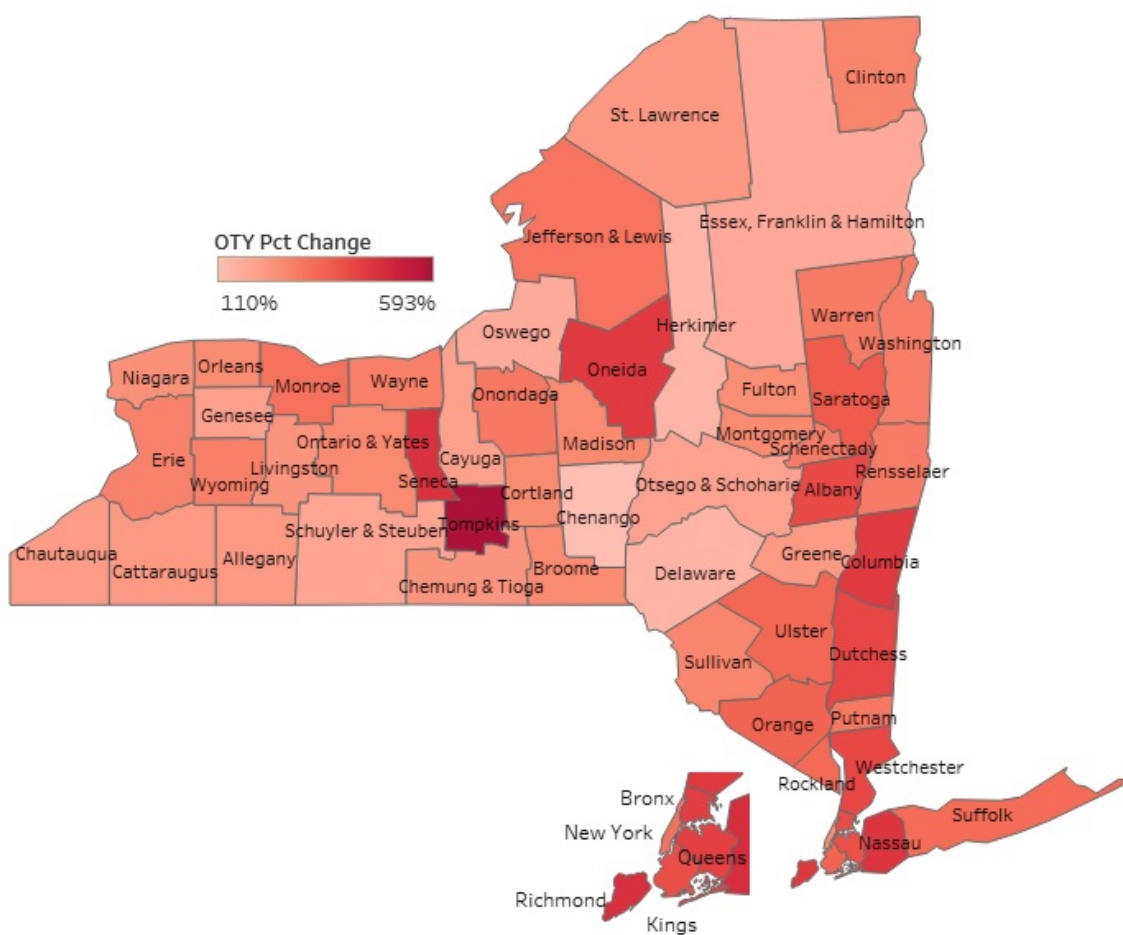 Clinton
St. Lawrence
Essex, Franklin & Hamilton
Jefferson & Lewis
OTY Pct Change
110% 593%
Warren
Oswego
Herkimer
Washington
Orleans
Oneida
Niagara
Monroe
Wayne
Fulton
Onondaga
Saratoga
Genesee
Montgomery
Ontario & Yates
Madison
Schenectady
Erie
Livingston
Cayuga
Rensselaer
Wyoming
Seneca
Otsego & Schoharie
Albany
Cortland
Chenango
Tompkins
Schuyler & Steuben
Chautauqua
Allegany
Greene
Columbia
Cattaraugus
Broome
Delaware
Chemung & Tioga
Ulster
Dutchess
Sullivan
Putnam
Orange
Westchester
Rockland
Bronx
Suffolk
New York
Nassau
Queens
Richmond
Kings